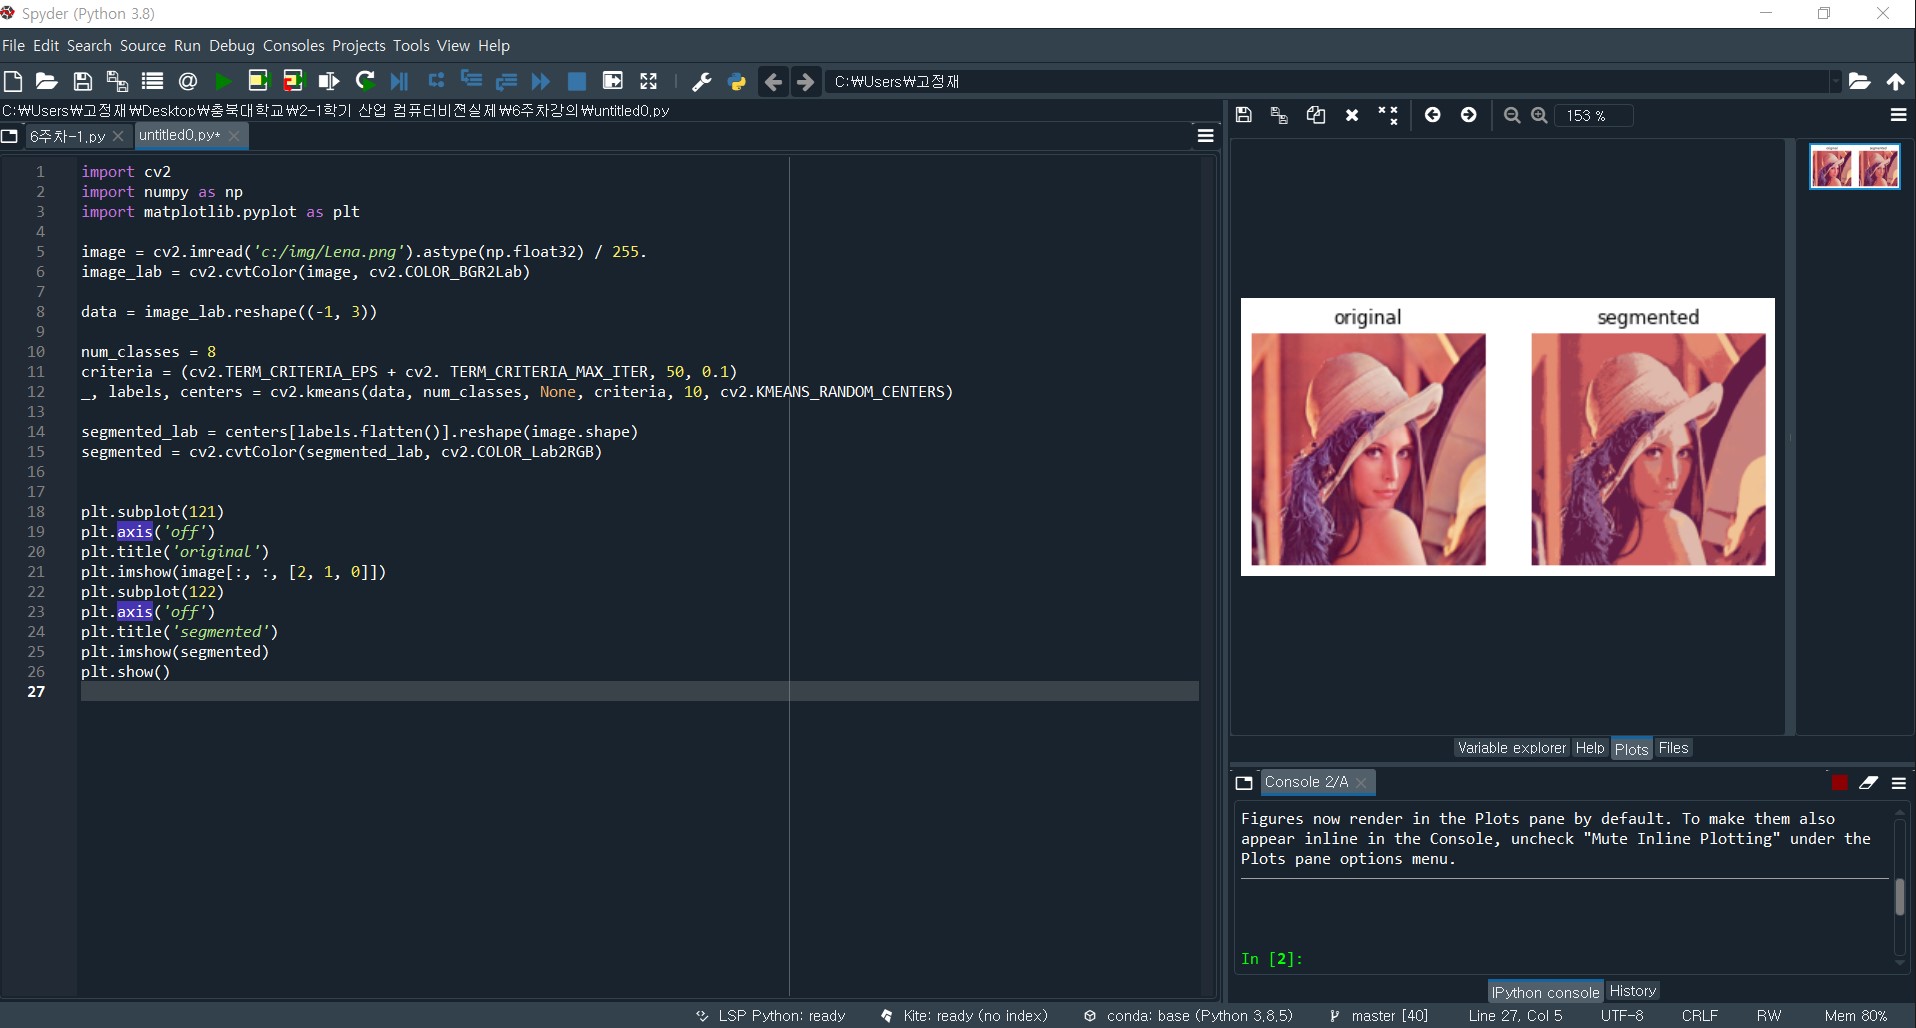 Spyder (Python 3.8)
File Edit Search Source Run Debug Consoles Projects Tools View Help
C:₩Users₩고정재
C:₩Users₩고정재₩Desktop₩충북대학교₩2-1학기 산업 컴퓨터비젼실제₩6주차강의₩untitled0.py
6주차-1.py
untitled0.py*
1 import cv2
2 import numpy as np
3 import matplotlib.pyplot as plt
4
5 image = cv2.imread('c:/img/Lena.png').astype(np.float32) / 255.
6 image_lab = cv2.cvtColor(image, cv2.COLOR_BGR2Lab)
7
8 data = image_lab.reshape((-1, 3))
9
10 num_classes = 8
11 criteria = (cv2.TERM_CRITERIA_EPS + cv2. TERM_CRITERIA_MAX_ITER, 50, 0.1)
12 _, labels, centers = cv2.kmeans(data, num_classes, None, criteria, 10, cv2.KMEANS_RANDOM_CENTERS)
13
14 segmented_lab = centers[labels.flatten()].reshape(image.shape)
15 segmented = cv2.cvtColor(segmented_lab, cv2.COLOR_Lab2RGB)
16
17
18 plt.subplot(121)
19 plt.axis('off')
20 plt.title('original')
21 plt.imshow(image[:, :, [2, 1, 0]])
22 plt.subplot(122)
23 plt.axis('off')
24 plt.title('segmented')
25 plt.imshow(segmented)
26 plt.show()
27
153 %
original segmented
Variable explorer Help Plots Files
Console 2/A
Figures now render in the Plots pane by default. To make them also
appear inline in the Console, uncheck "Mute Inline Plotting" under the
Plots pane options menu.
In [2]:
IPython console History
LSP Python: ready Kite: ready (no index) conda: base (Python 3.8.5) master [40] Line 27, Col 5 UTF-8 CRLF RW Mem 80%